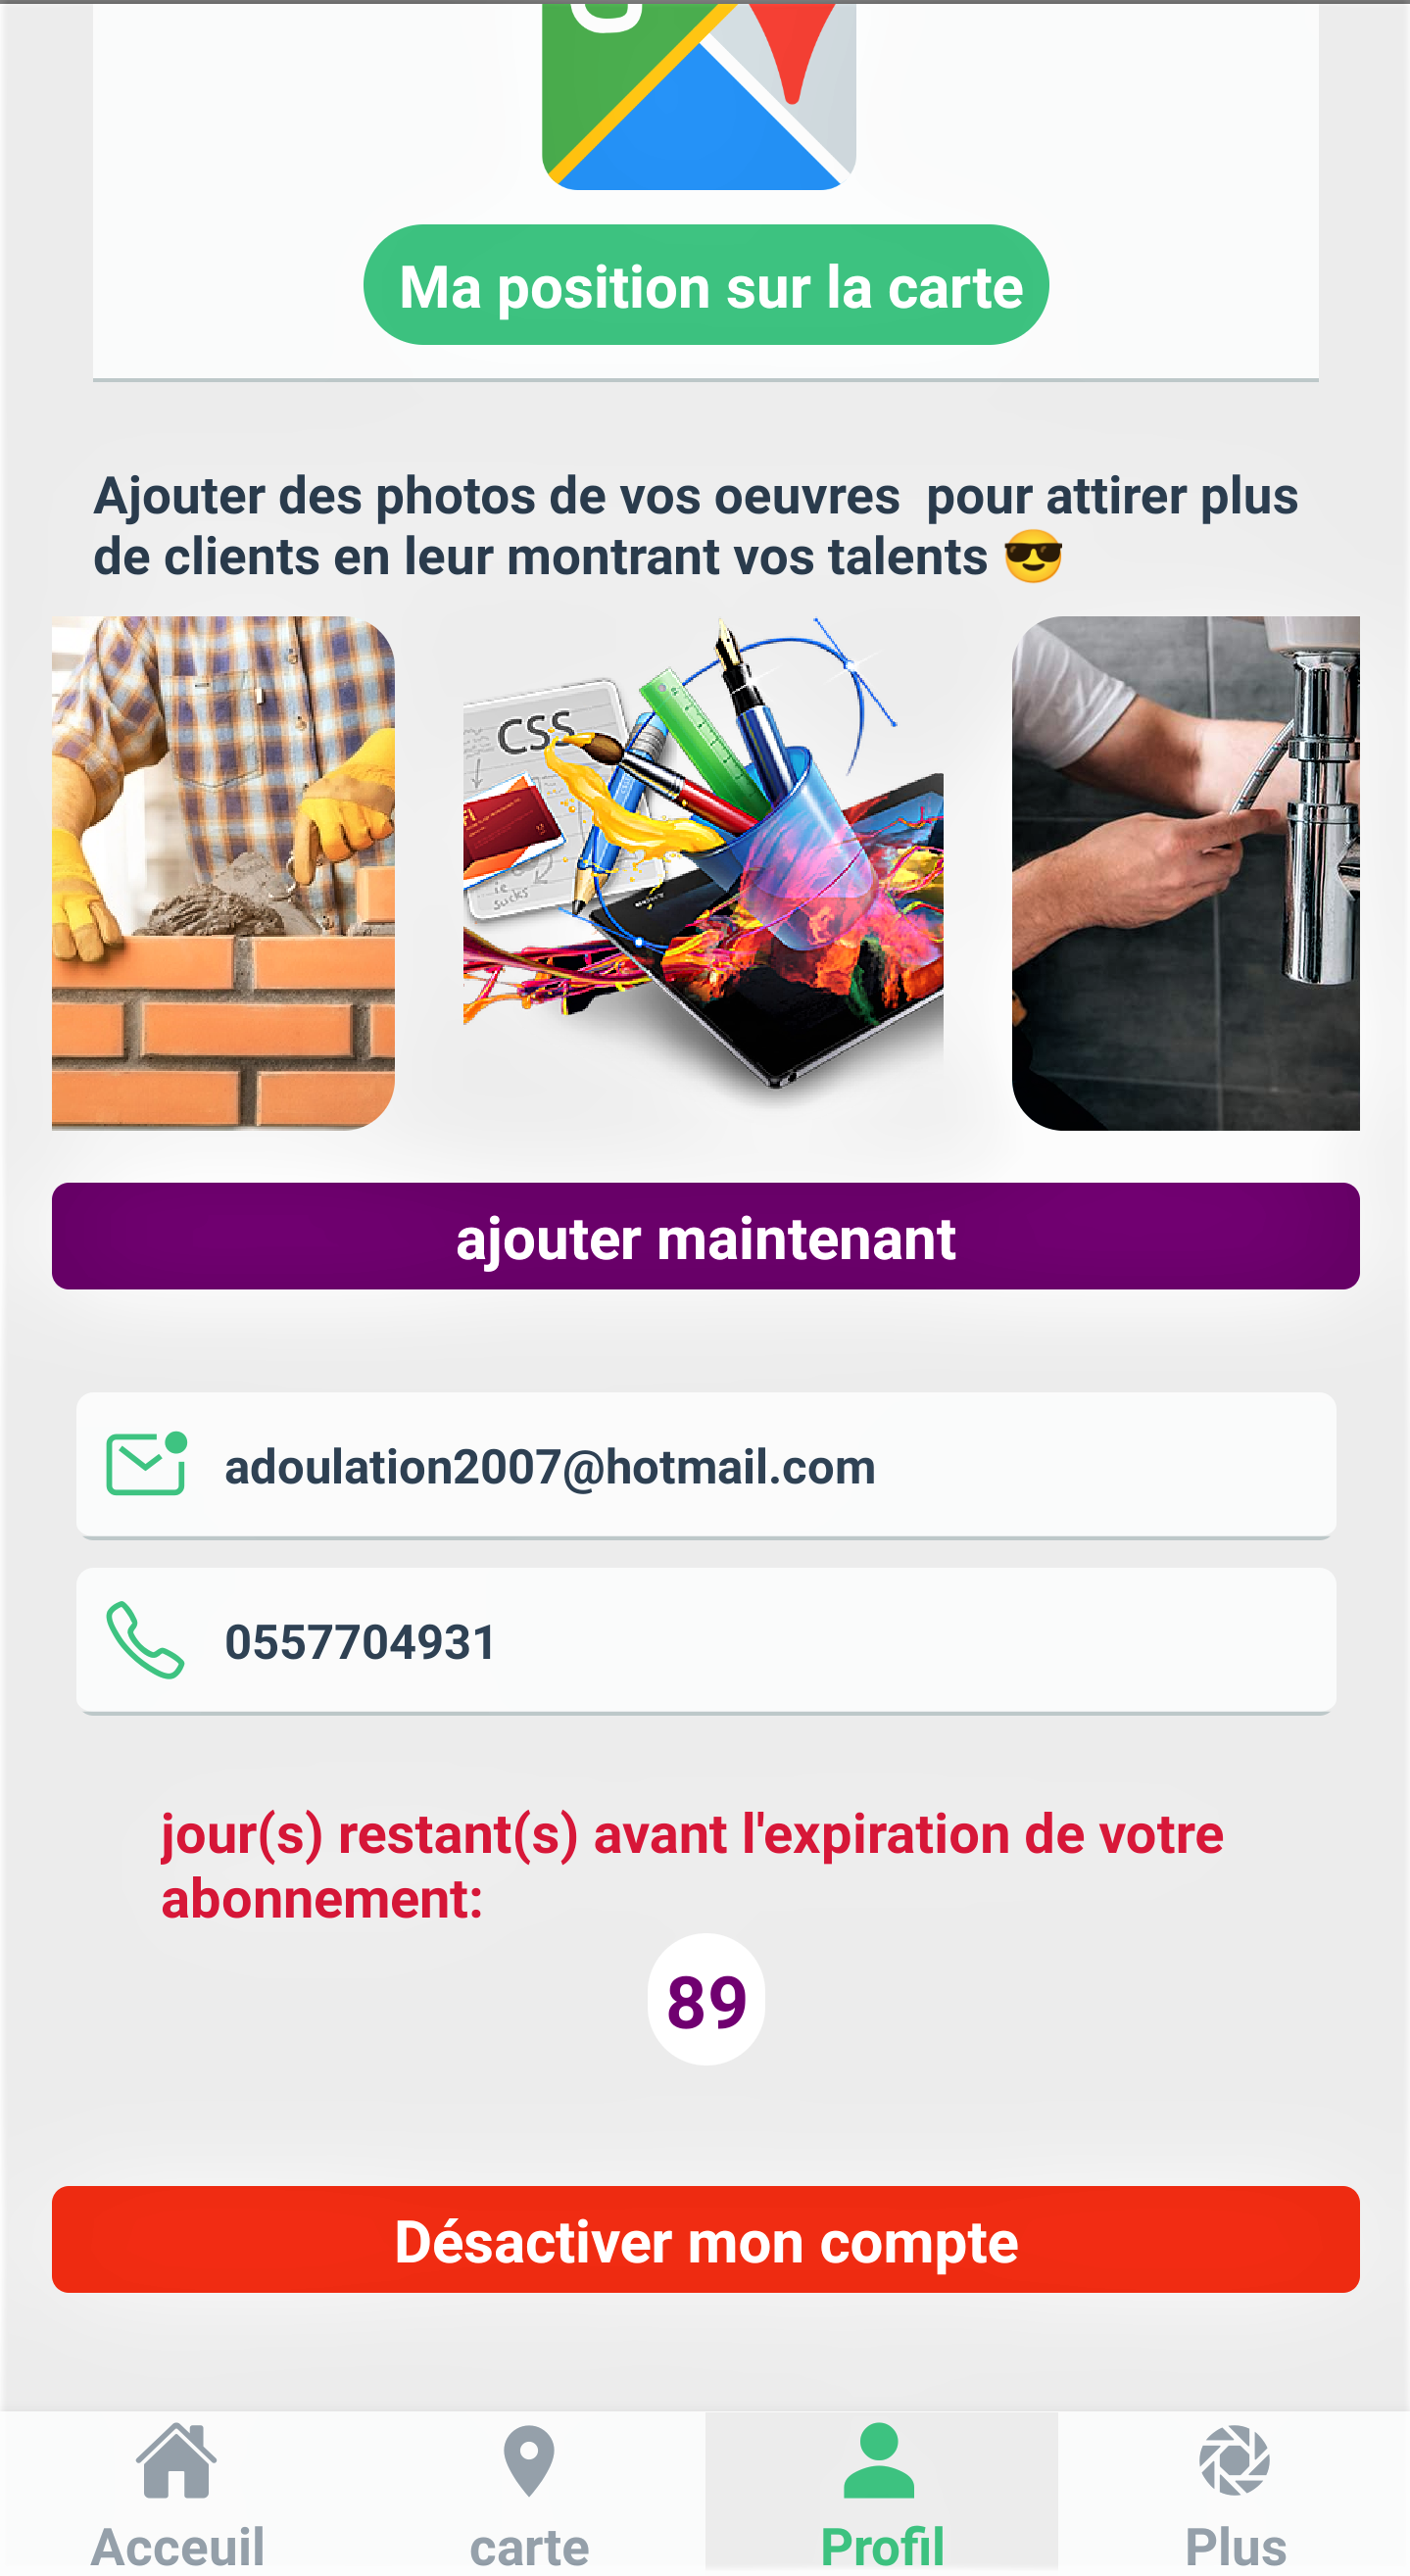 Ma position sur la carte
Ajouter des photos de vos oeuvres  pour attirer plus
de clients en leur montrant vos talents 😎
CSS
ie
sucks
ajouter maintenant
adoulation2007@hotmail.com
0557704931
jour(s) restant(s) avant l'expiration de votre
abonnement:
89
Désactiver mon compte
Acceuil
carte
Profil
Plus